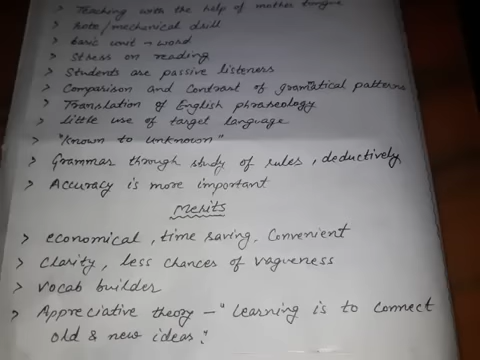 > Teaching with the help of mother tongue
> Rote/mechanical drill
> basic unit - word
> Stress on reading
> Students are passive listeners
> Comparison and Contrast of gramatical patterns
> Translation of English phraseology
> little use of target language
> "Known to unknown"
> Grammar through study of rules, deductively
> Accuracy is more important
Merits
> economical, time saving, Convenient
> Clarity, less chances of vagueness
> Vocab builder
> Appreciative theory - "Learning is to connect
old & new ideas."